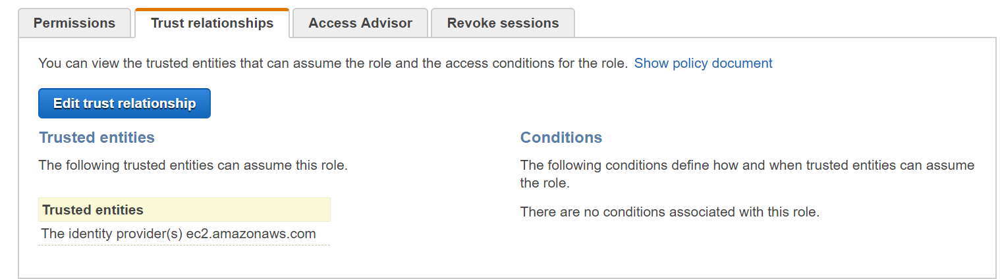 Permissions
Trust relationships
Access Advisor
Revoke sessions
You can view the trusted entities that can assume the role and the access conditions for the role. Show policy document
Edit trust relationship
Trusted entities
The following trusted entities can assume this role.
Trusted entities
The identity provider(s) ec2.amazonaws.com
Conditions
The following conditions define how and when trusted entities can assume
the role.
There are no conditions associated with this role.